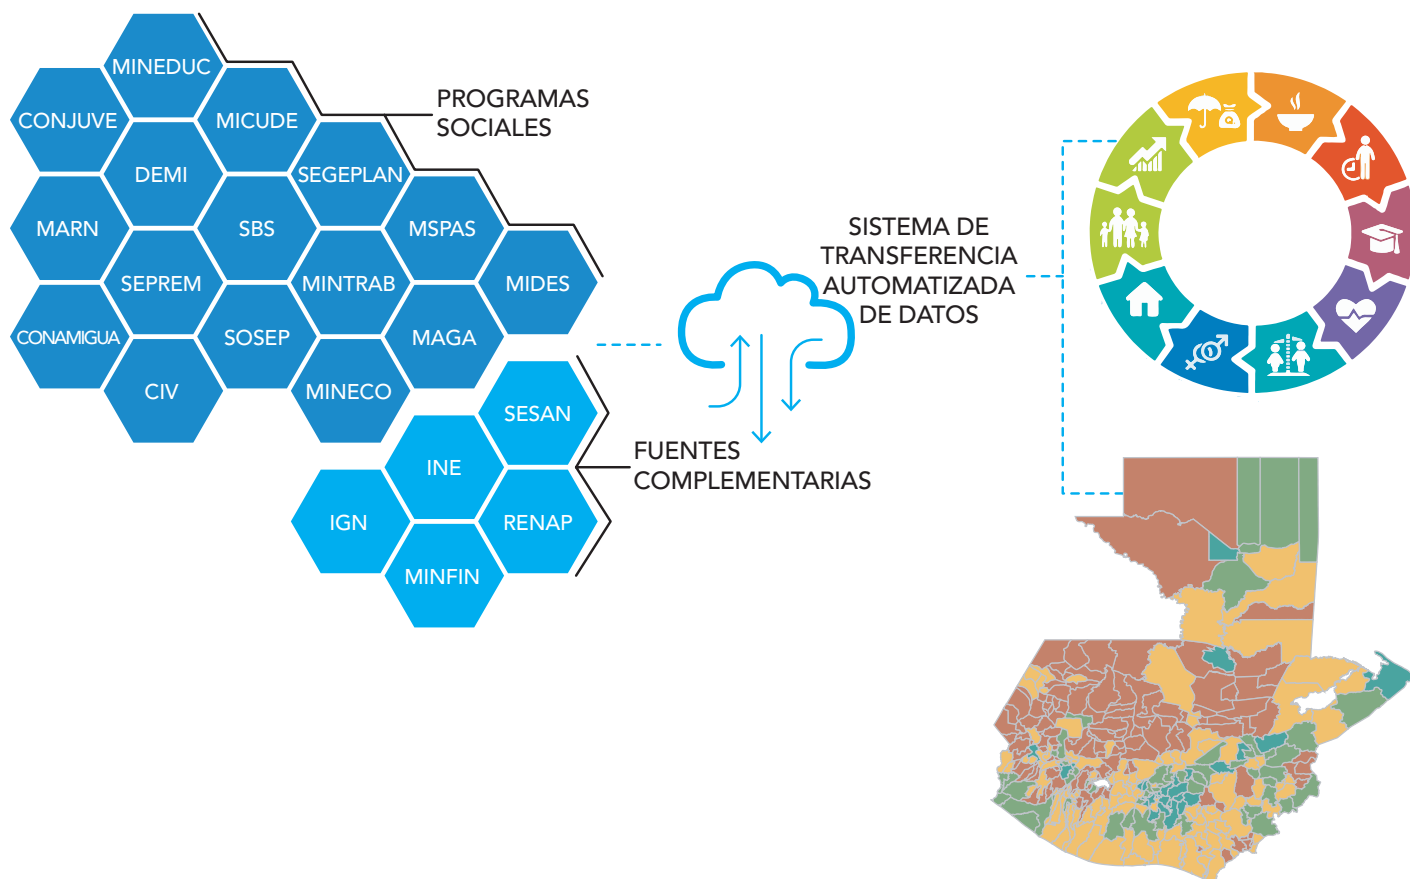 MINEDUC
CONJUVE
MICUDE
DEMI
SEGEPLAN
MARN
SBS
MSPAS
SEPREM
MINTRAB
MIDES
CONAMIGUA
SOSEP
MAGA
CIV
MINECO
PROGRAMAS
SOCIALES
SESAN
INE
IGN
RENAP
MINFIN
FUENTES
COMPLEMENTARIAS
SISTEMA DE
TRANSFERENCIA
AUTOMATIZADA
DE DATOS
Q